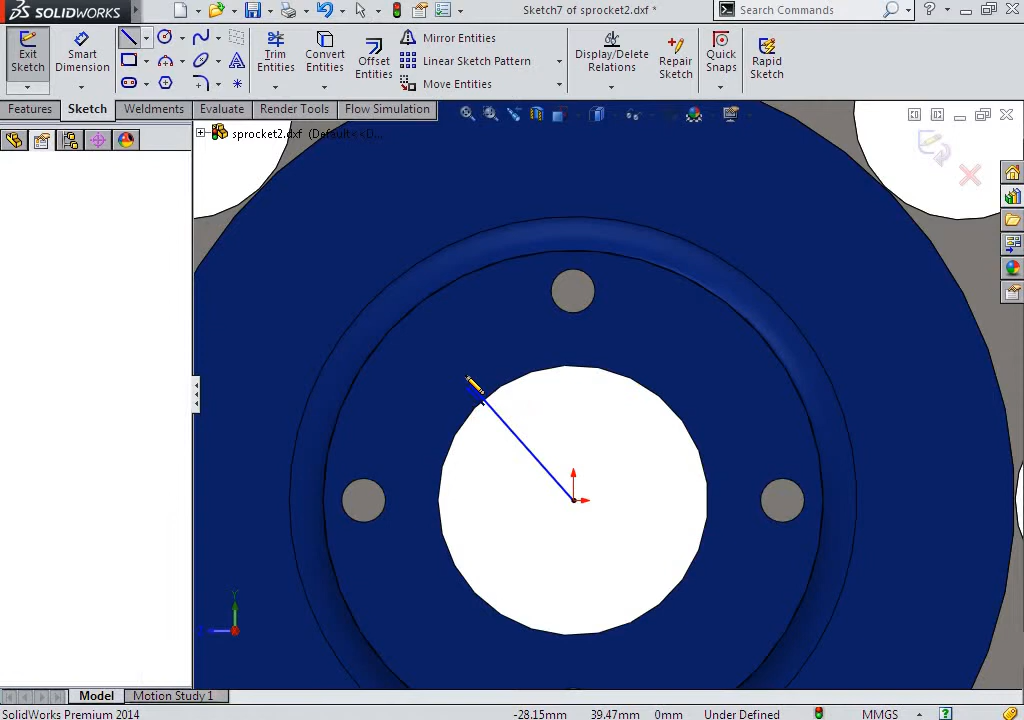 SOLIDWORKS
Sketch7 of sprocket2.dxf *
Search Commands
Exit Sketch
Smart Dimension
Trim Entities
Convert Entities
Offset Entities
Mirror Entities
Linear Sketch Pattern
Move Entities
Display/Delete Relations
Repair Sketch
Quick Snaps
Rapid Sketch
Features
Sketch
Weldments
Evaluate
Render Tools
Flow Simulation
sprocket2.dxf (Default<<D...
Y
Model
Motion Study 1
SolidWorks Premium 2014
-28.15mm
39.47mm
0mm
Under Defined
MMGS